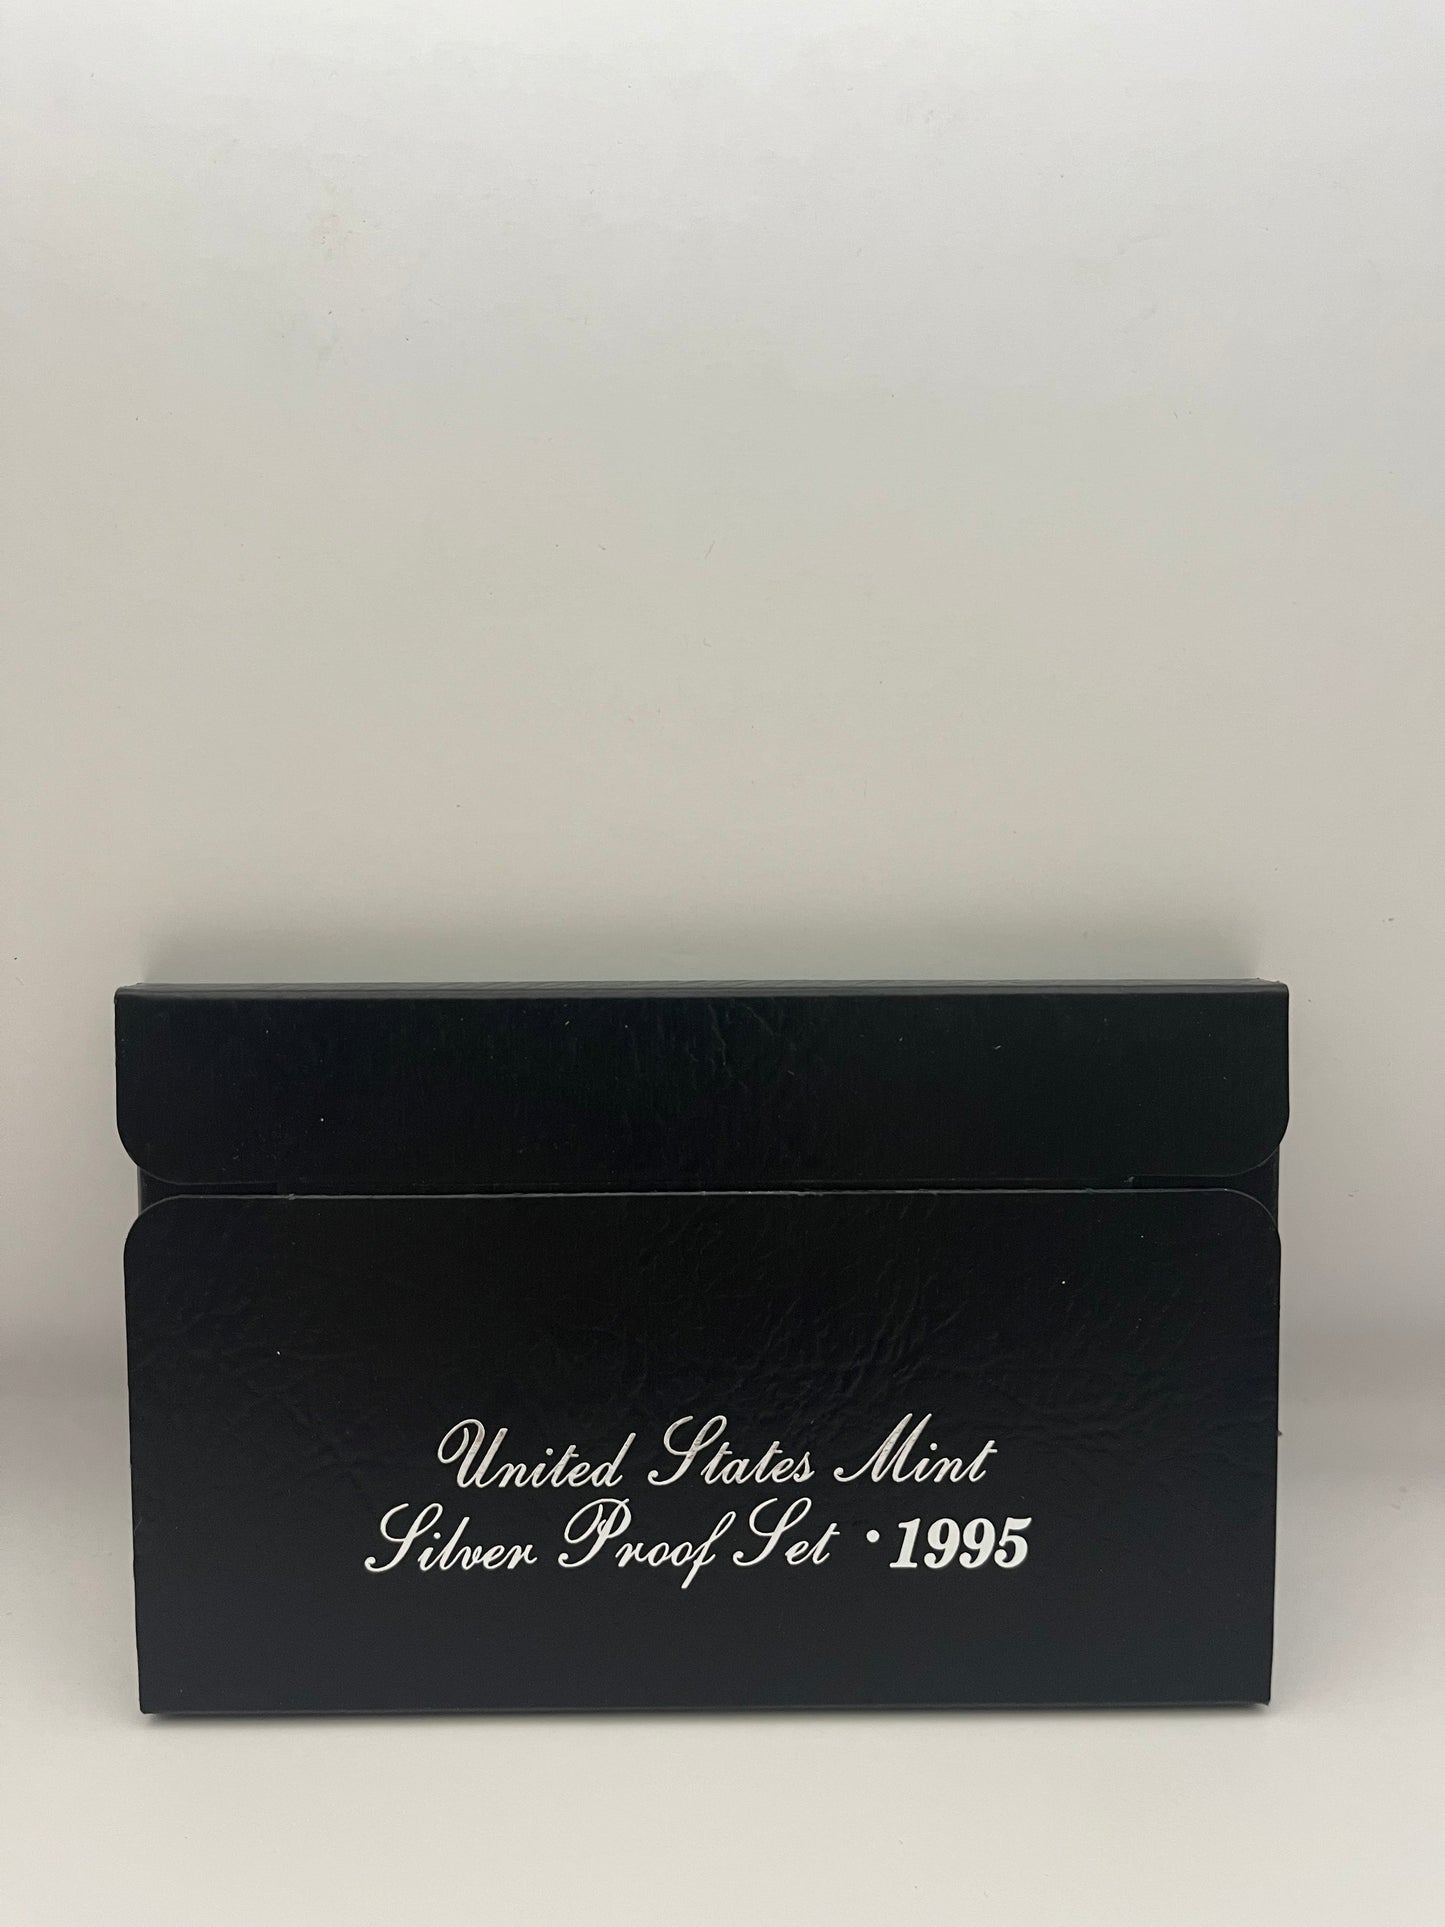 United States Mint
Silver Proof Set • 1995